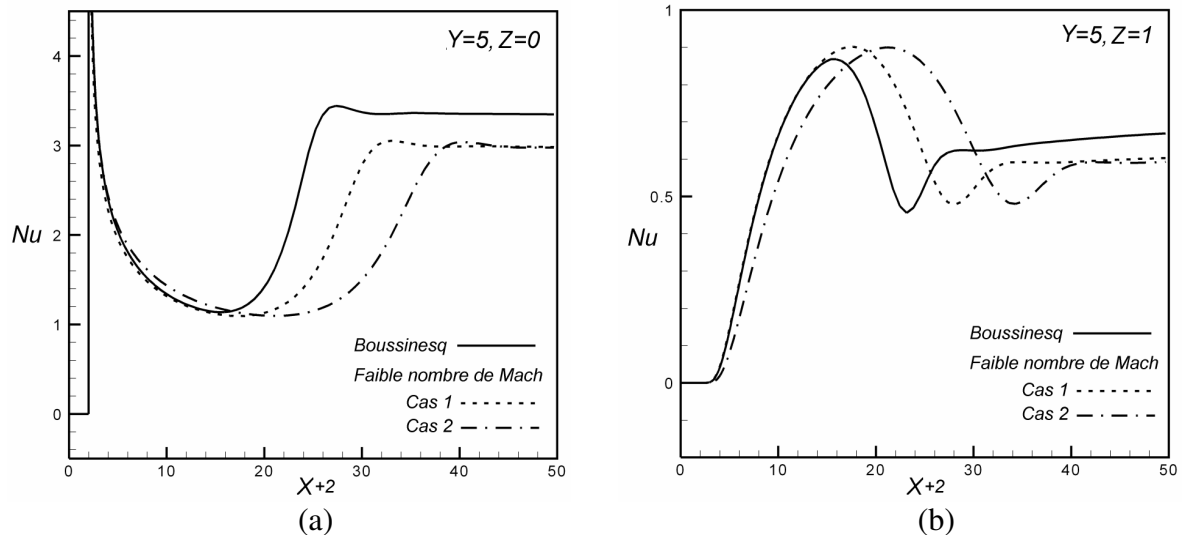 Y=5, Z=0
4
3
2
1
0
Nu
Boussinesq
Faible nombre de Mach
Cas 1
Cas 2
0 10 20 30 40 50
X+2
(a)
Y=5, Z=1
1
0.5
0
Nu
Boussinesq
Faible nombre de Mach
Cas 1
Cas 2
0 10 20 30 40 50
X+2
(b)